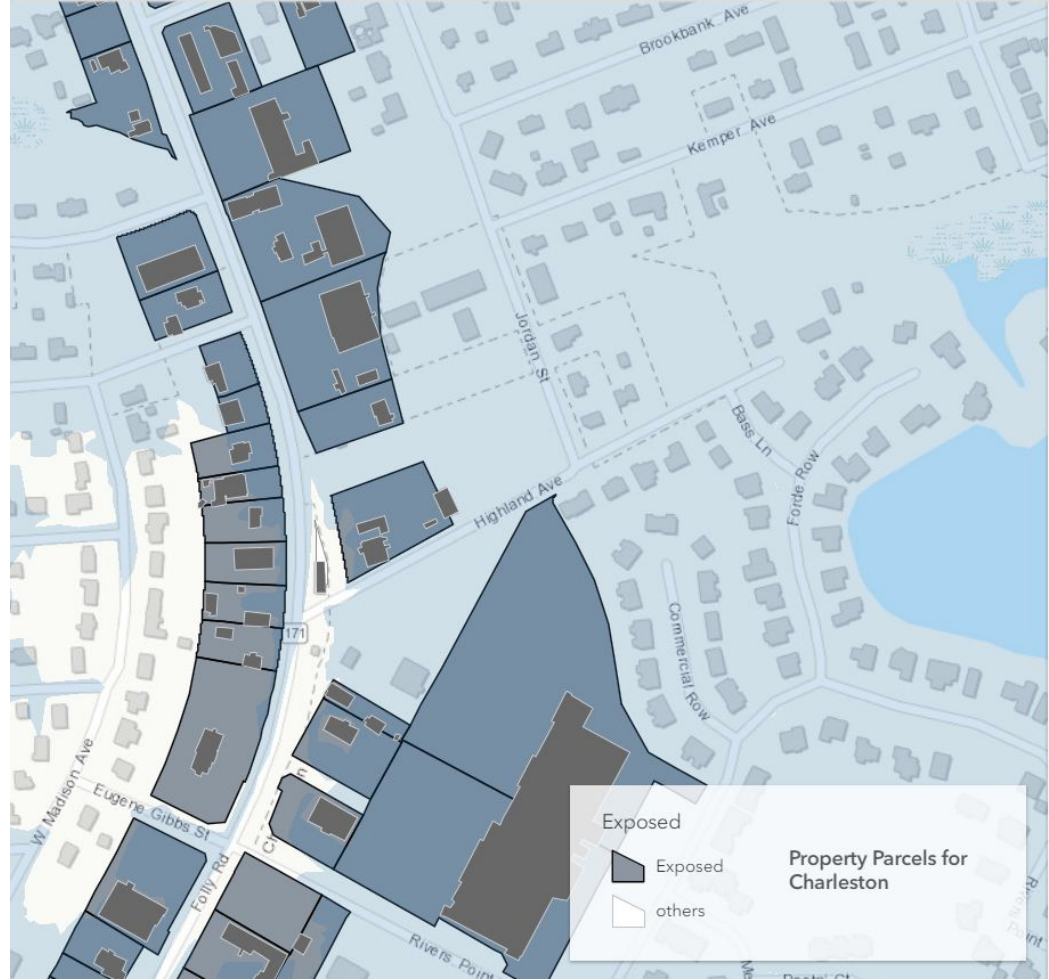 Brookbank Ave
Kemper Ave
Jordan St
Bass Ln
Forde Row
Highland Ave
Commercial Row
171
W Madison Ave
Eugene Gibbs St
Folly Rd
Rivers Point
Exposed
Exposed
others
Property Parcels for
Charleston